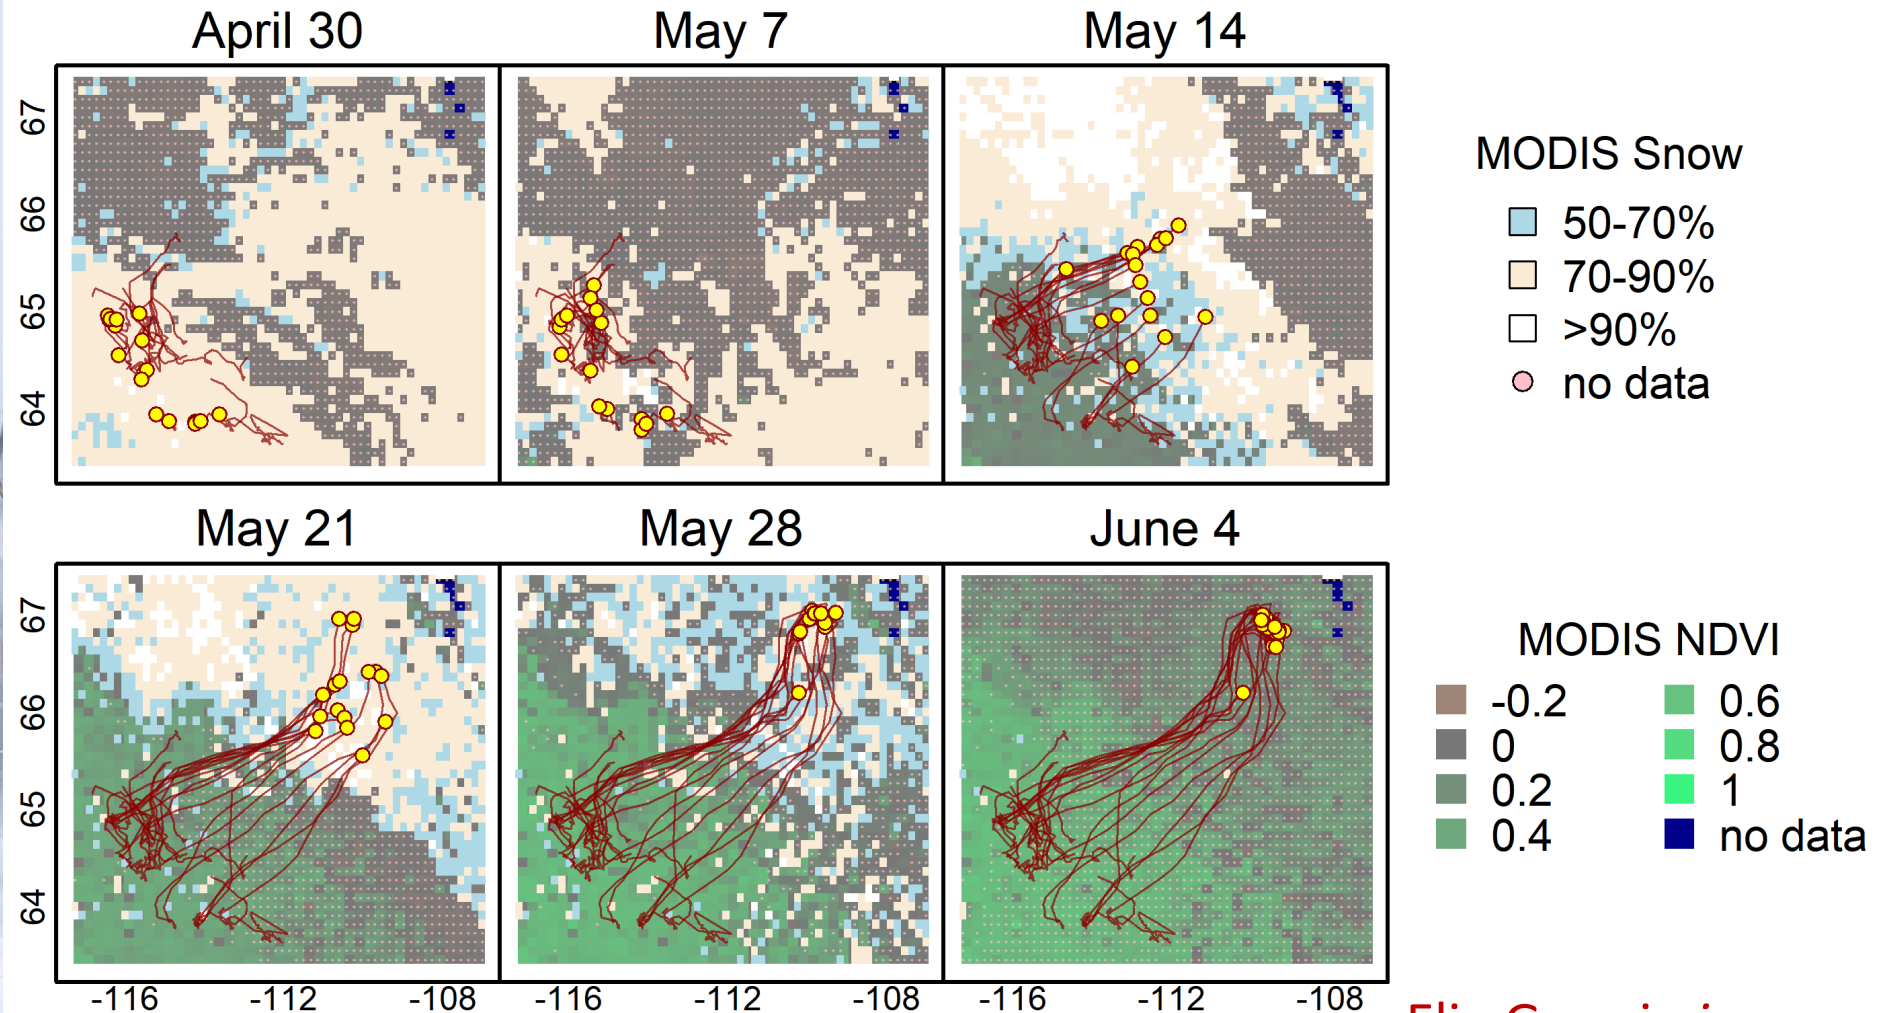 April 30 May 7 May 14
67
66
65
64
MODIS Snow
50-70%
70-90%
>90%
no data
May 21 May 28 June 4
67
66
65
64
-116 -112 -108 -116 -112 -108 -116 -112 -108
MODIS NDVI
-0.2 0.6
0 0.8
0.2 1
0.4 no data